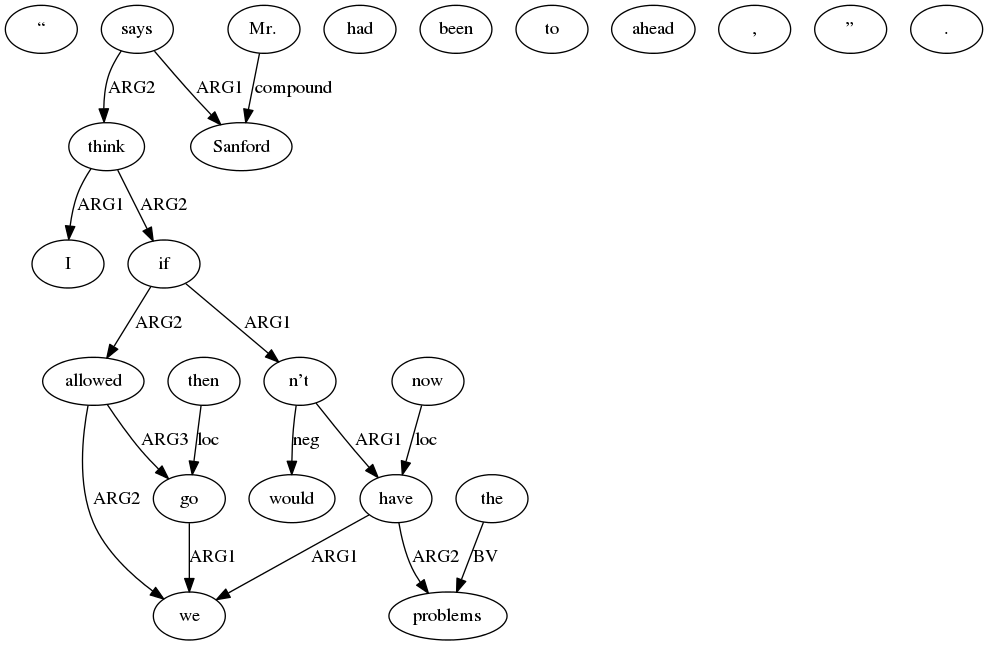 “ says Mr. had been to ahead , ” .
ARG2 ARG1 compound
think Sanford
ARG1 ARG2
I if
ARG2 ARG1
allowed then n’t now
ARG3 loc neg ARG1 loc
ARG2 go would have the
ARG1 ARG1 ARG2 BV
we problems